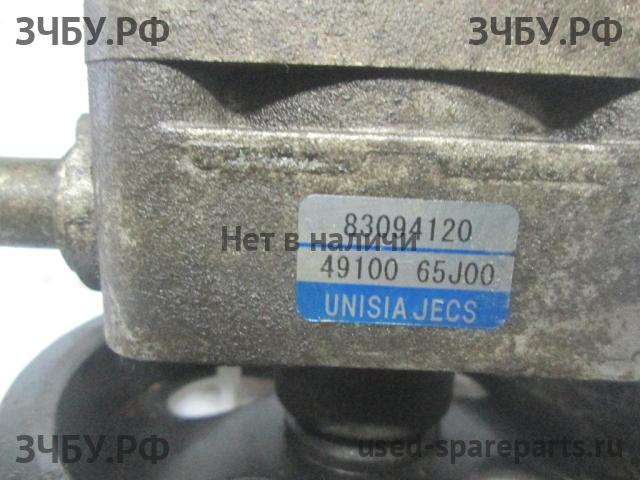 ЗЧБУ.РФ ЗЧБУ.РФ
83094120
Нет в наличи
49100 65J00
UNISIA JECS
ЗЧБУ.РФ used-spareparts.ru